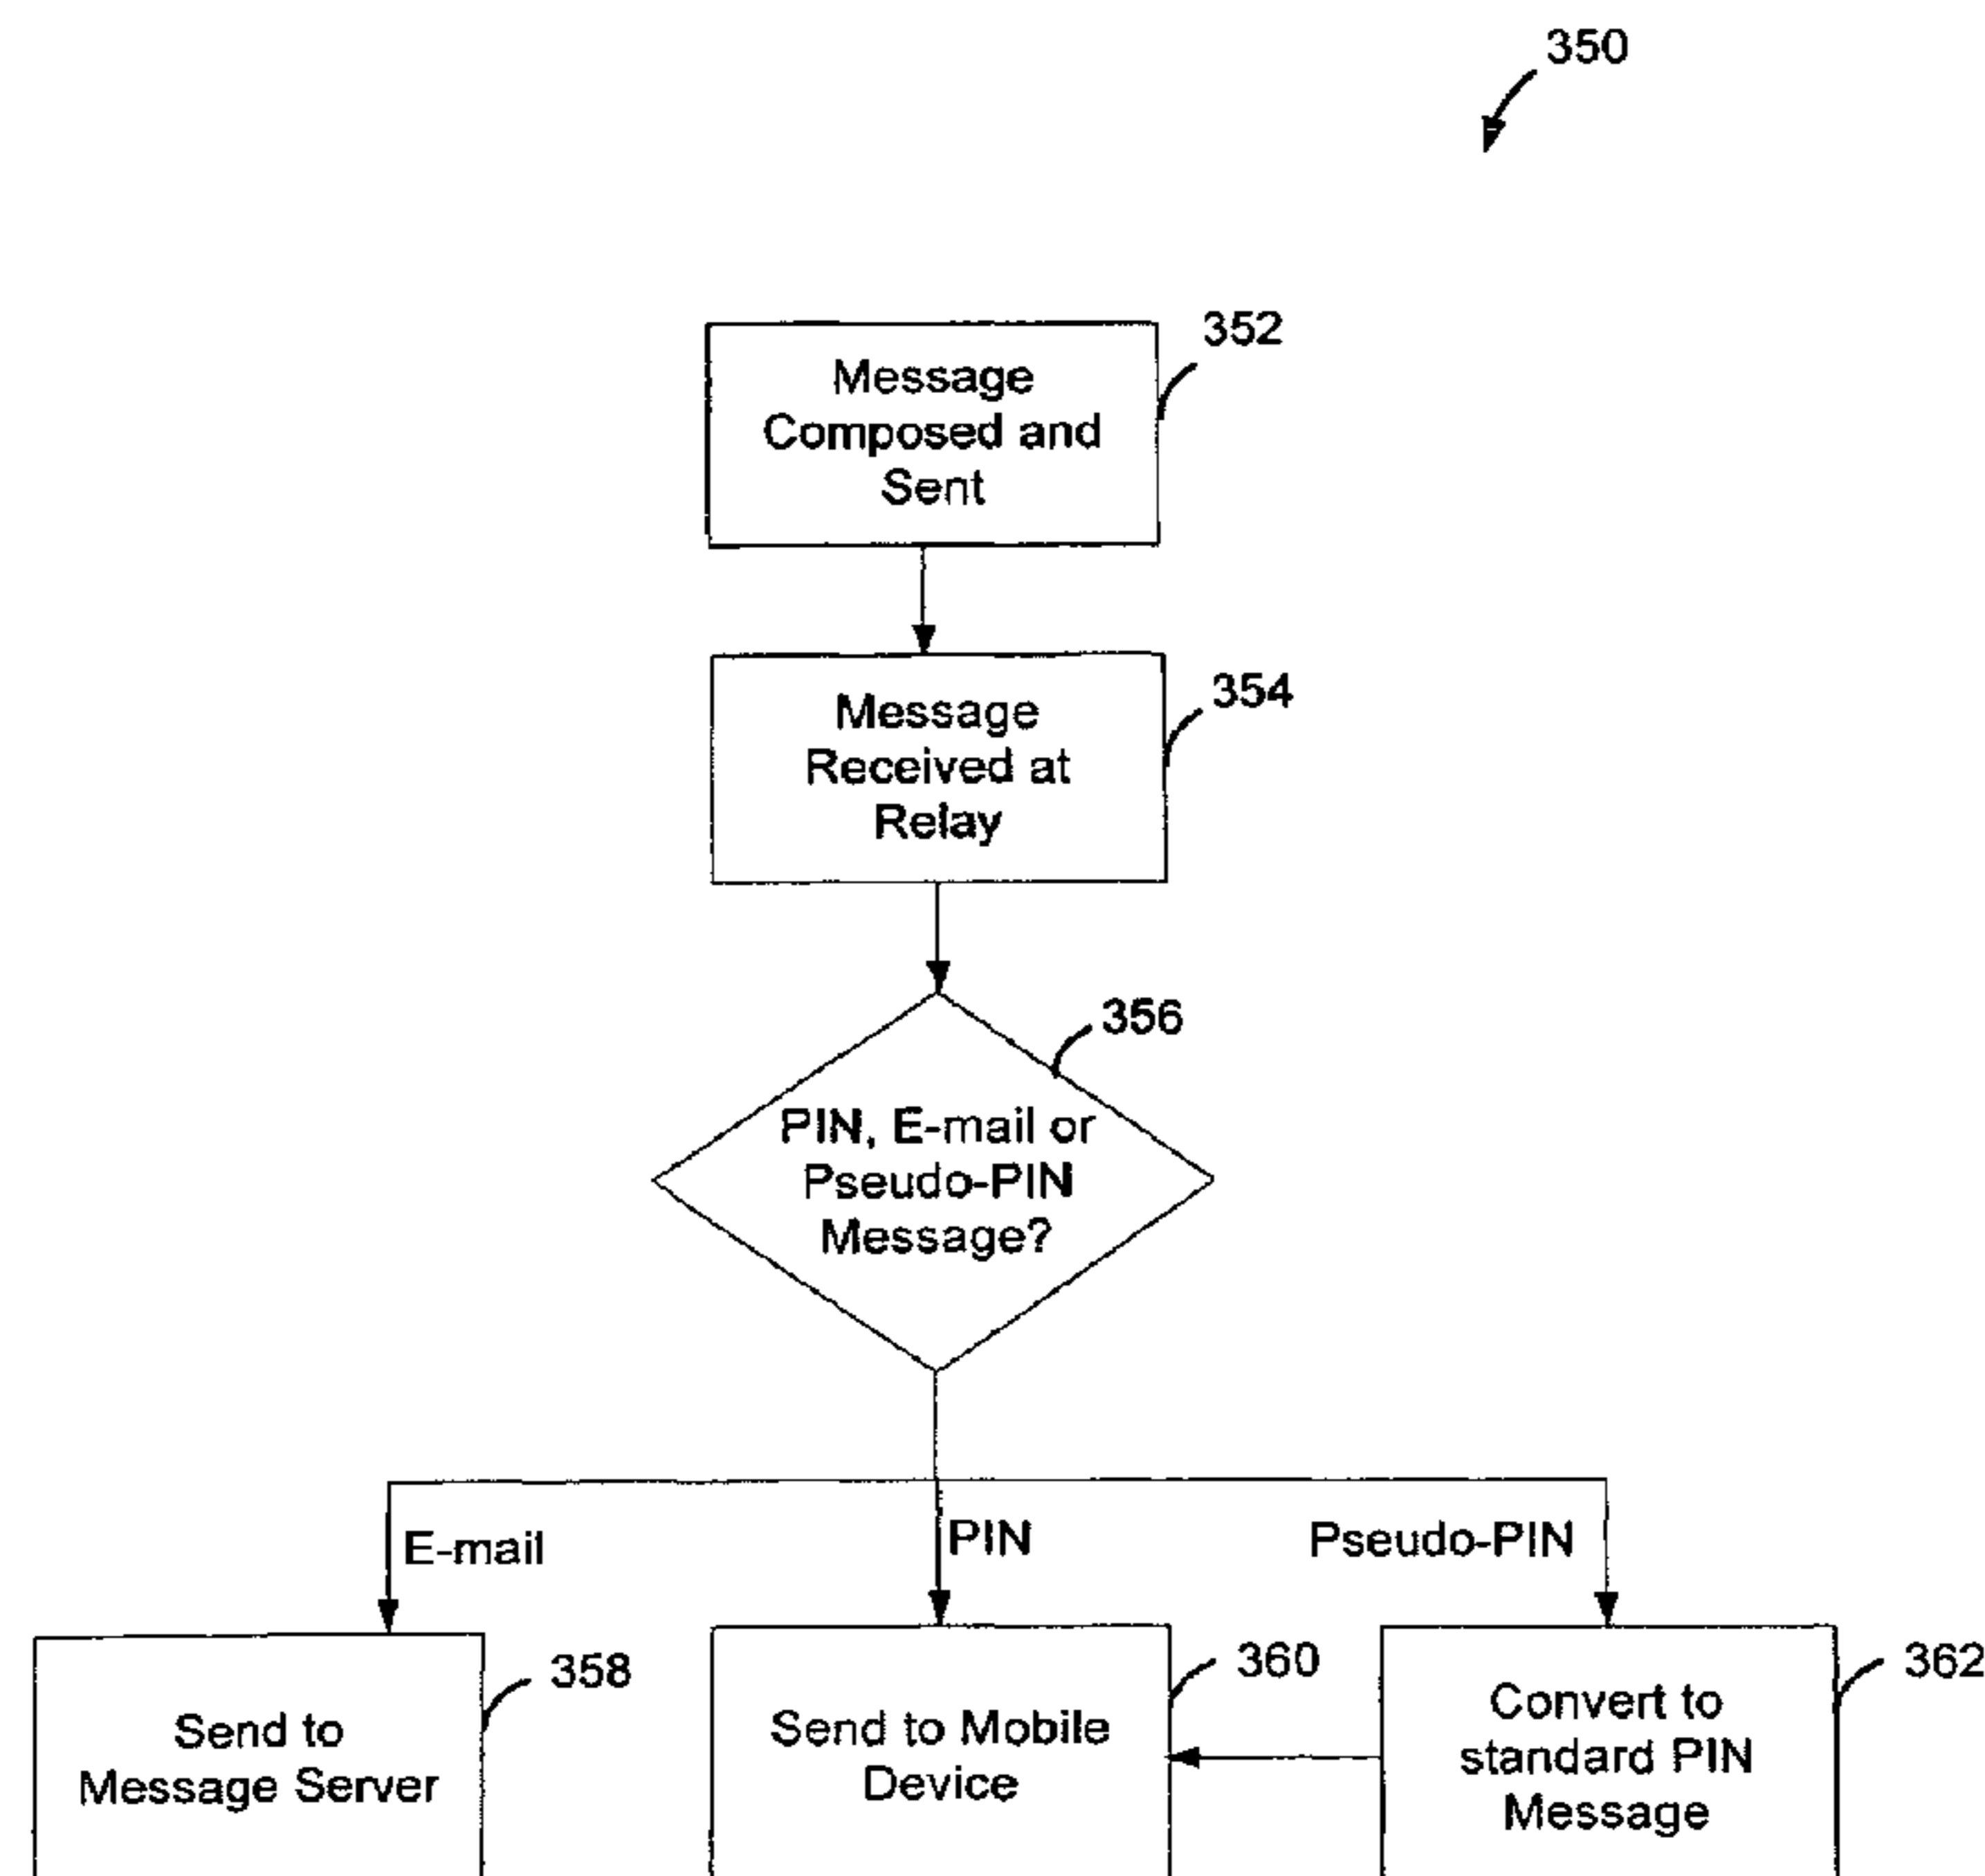 350
352
Message
Composed and
Sent
354
Message
Received at
Relay
356
PIN, E-mail or
Pseudo-PIN
Message?
E-mail
PIN
Pseudo-PIN
358
Send to
Message Server
360
Send to Mobile
Device
362
Convert to
standard PIN
Message